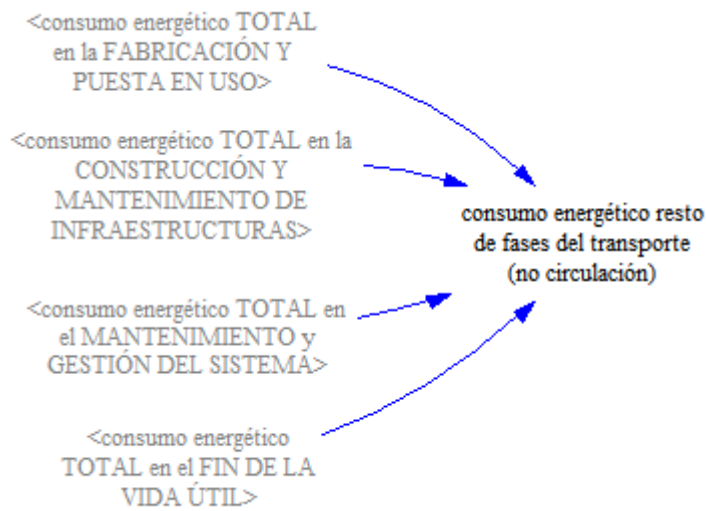 <consumo energético TOTAL
en la FABRICACIÓN Y
PUESTA EN USO>
<consumo energético TOTAL en la
CONSTRUCCIÓN Y
MANTENIMIENTO DE
INFRAESTRUCTURAS>
consumo energético resto
de fases del transporte
(no circulación)
<consumo energético TOTAL en
el MANTENIMIENTO y
GESTIÓN DEL SISTEMA>
<consumo energético
TOTAL en el FIN DE LA
VIDA ÚTIL>